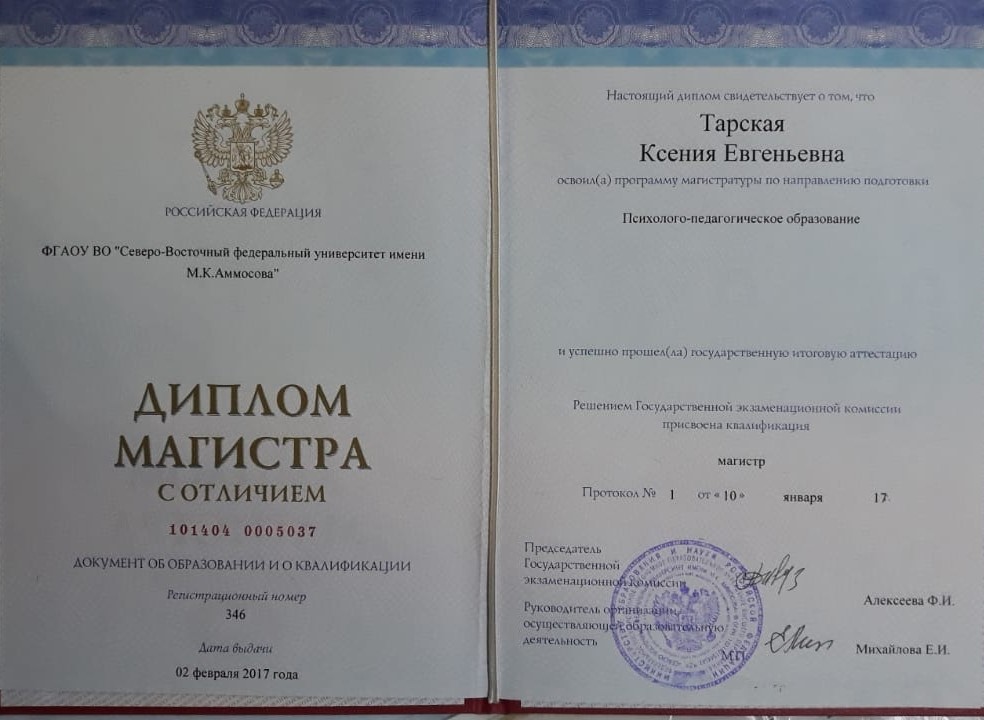 РОССИЙСКАЯ ФЕДЕРАЦИЯ
ФГАОУ ВО "Северо-Восточный федеральный университет имени
М.К.Аммосова"
ДИПЛОМ
МАГИСТРА
С ОТЛИЧИЕМ
101404 0005037
ДОКУМЕНТ ОБ ОБРАЗОВАНИИ И О КВАЛИФИКАЦИИ
Регистрационный номер
346
Дата выдачи
02 февраля 2017 года
Настоящий диплом свидетельствует о том, что
Тарская
Ксения Евгеньевна
освоил(а) программу магистратуры по направлению подготовки
Психолого-педагогическое образование
и успешно прошел(ла) государственную итоговую аттестацию
Решением Государственной экзаменационной комиссии
присвоена квалификация
магистр
Протокол № 1 от «10» января 17
Председатель
Государственной
экзаменационной комиссии
Алексеева Ф.И.
Руководитель организации,
осуществляющей образовательную
деятельность
МП
Михайлова Е.И.